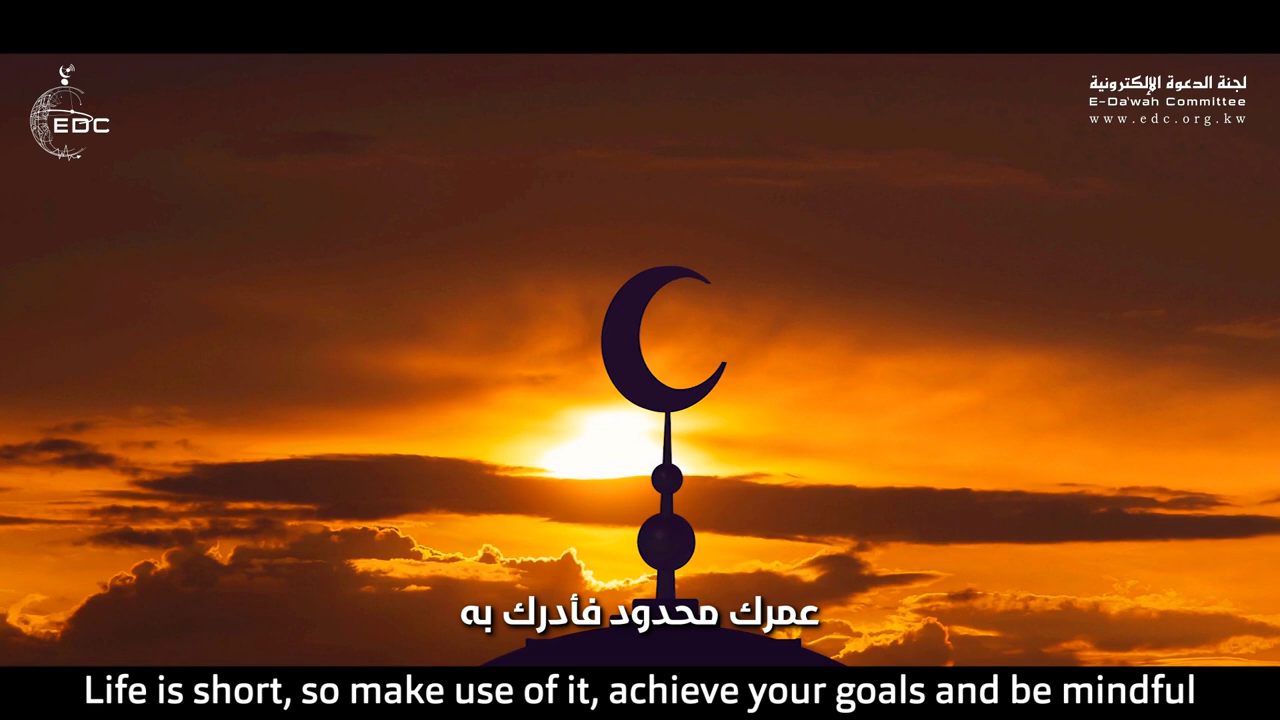 EDC
لجنة الدعوة الإلكترونية
E-Da'wah Committee
www.edc.org.kw
عمرك محدود فأدرك به
Life is short, so make use of it, achieve your goals and be mindful